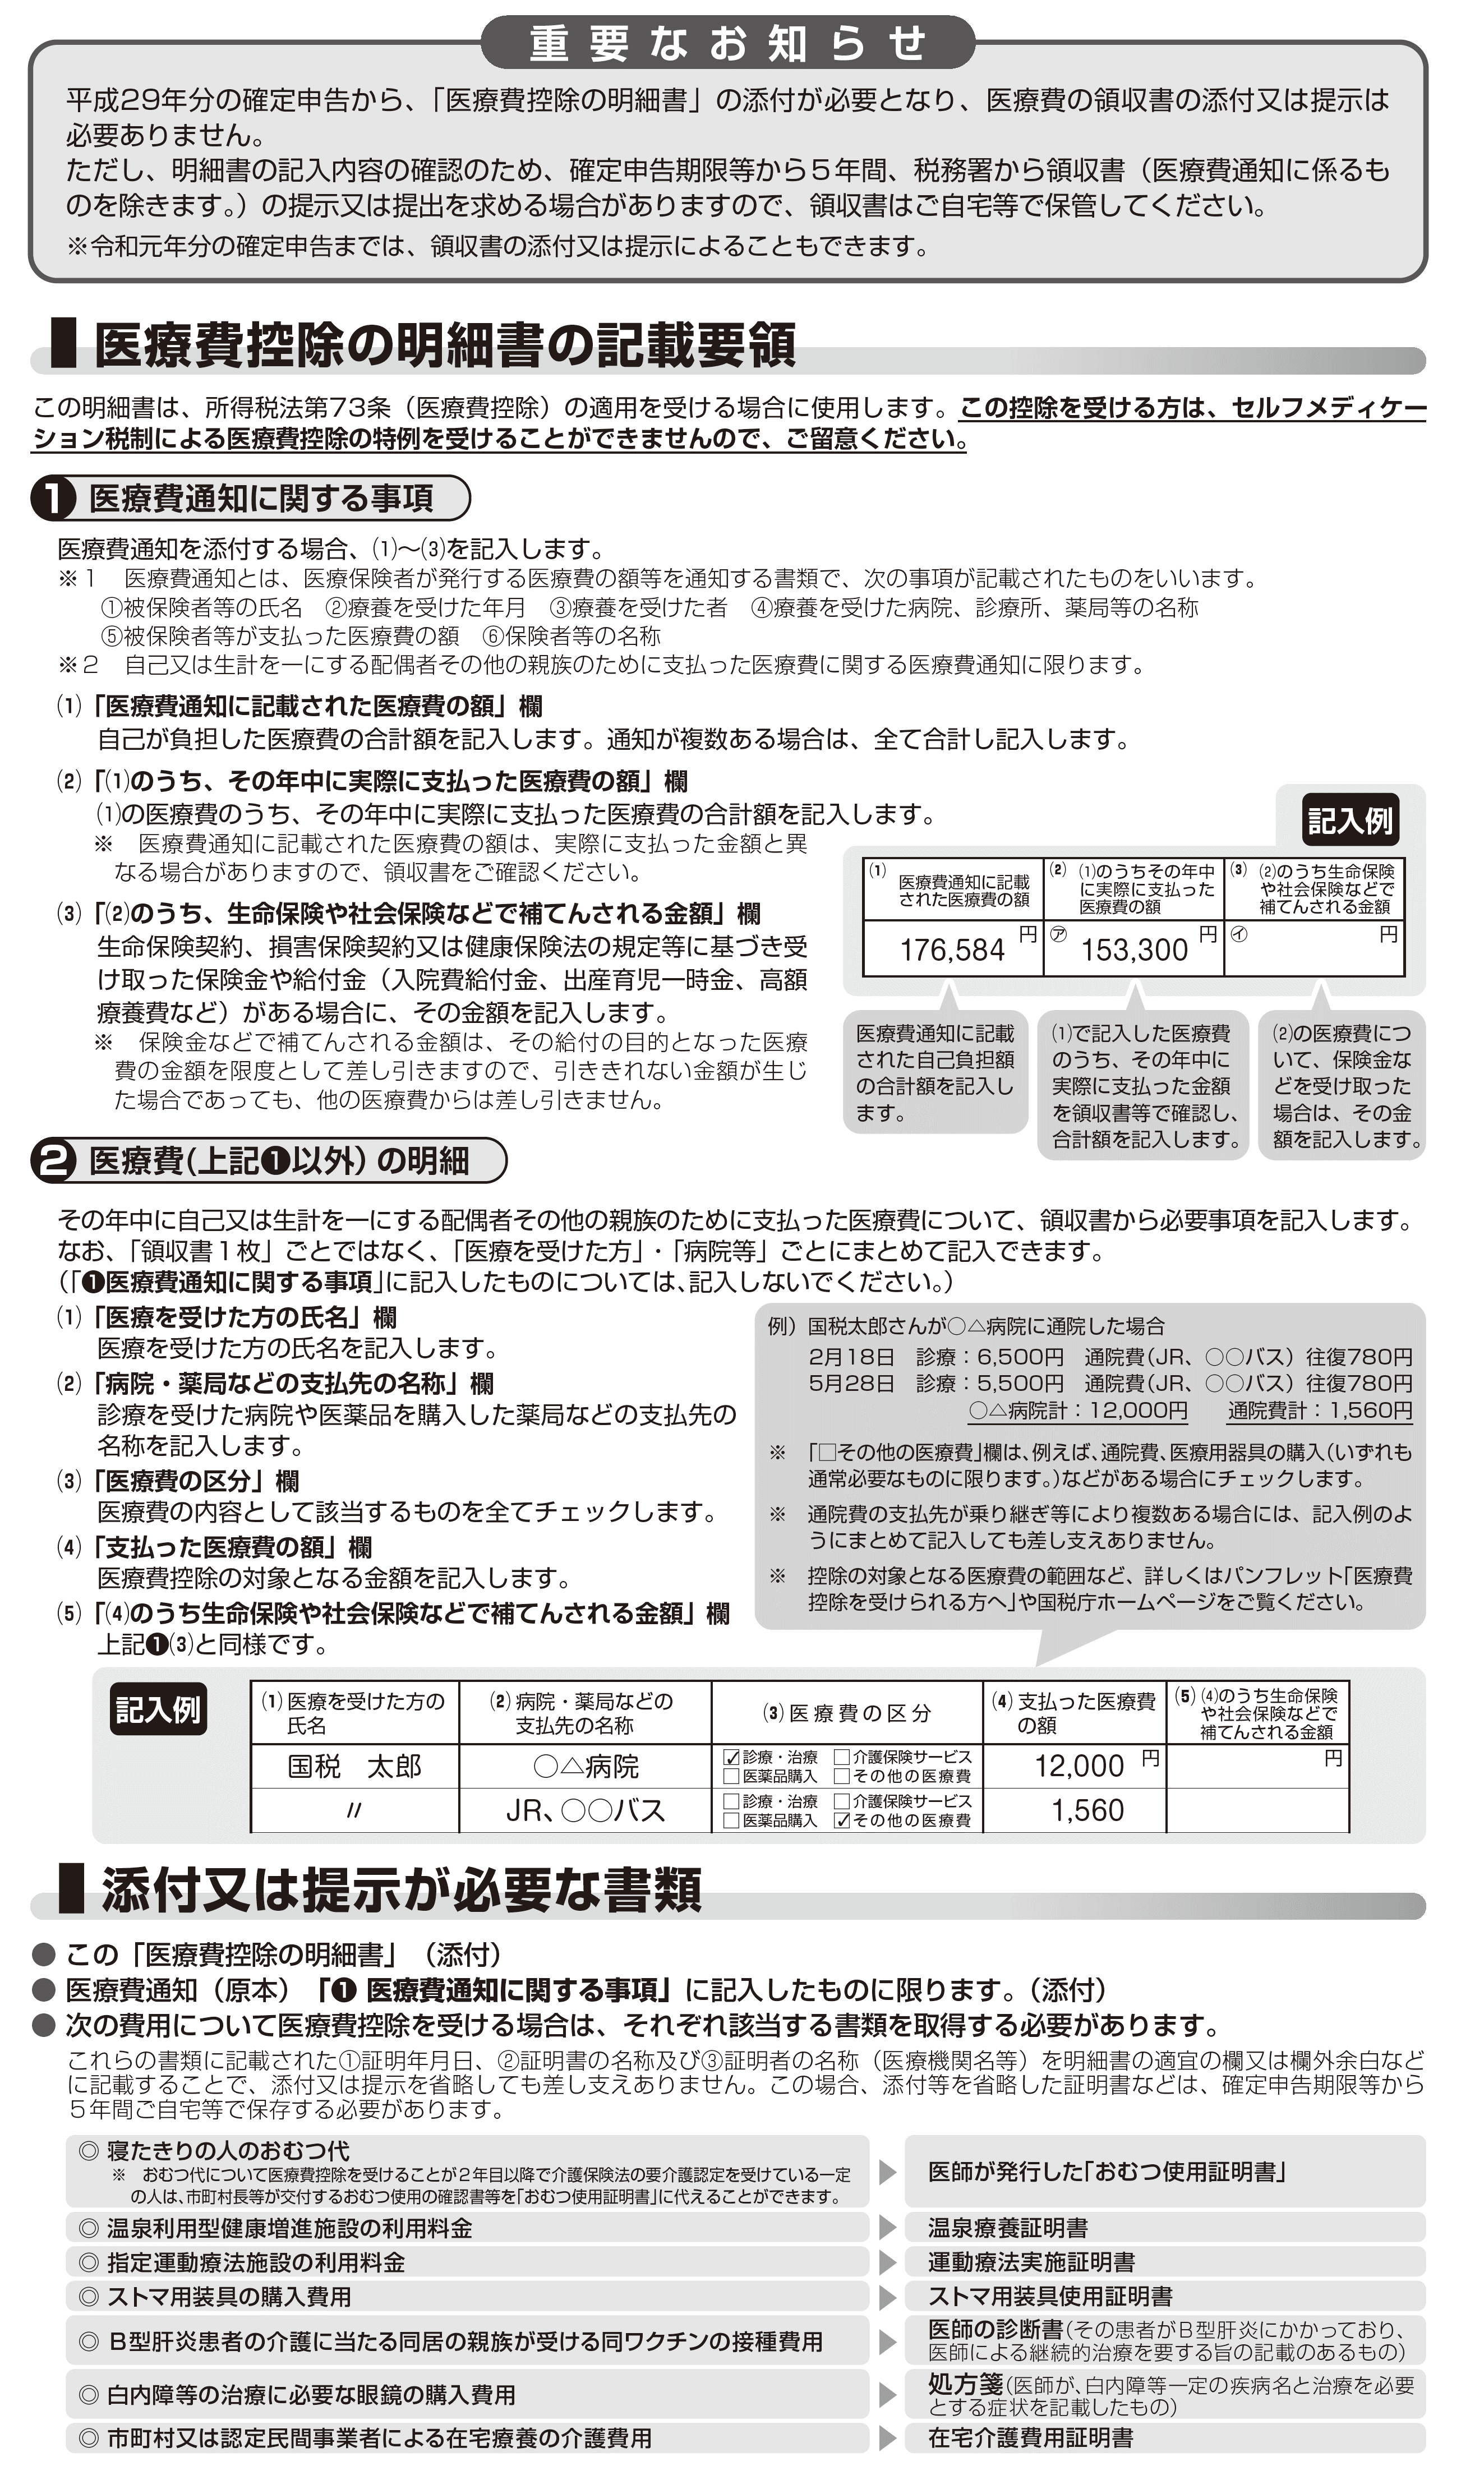 重要なお知らせ
平成29年分の確定申告から、「医療費控除の明細書」の添付が必要となり、医療費の領収書の添付又は提示は
必要ありません。
ただし、明細書の記入内容の確認のため、確定申告期限等から５年間、税務署から領収書（医療費通知に係るも
のを除きます。）の提示又は提出を求める場合がありますので、領収書はご自宅等で保管してください。
※令和元年分の確定申告までは、領収書の添付又は提示によることもできます。
医療費控除の明細書の記載要領
この明細書は、所得税法第73条（医療費控除）の適用を受ける場合に使用します。この控除を受ける方は、セルフメディケー
ション税制による医療費控除の特例を受けることができませんので、ご留意ください。
1 医療費通知に関する事項
医療費通知を添付する場合、⑴～⑶を記入します。
※１　医療費通知とは、医療保険者が発行する医療費の額等を通知する書類で、次の事項が記載されたものをいいます。
①被保険者等の氏名　②療養を受けた年月　③療養を受けた者　④療養を受けた病院、診療所、薬局等の名称
⑤被保険者等が支払った医療費の額　⑥保険者等の名称
※２　自己又は生計を一にする配偶者その他の親族のために支払った医療費に関する医療費通知に限ります。
⑴「医療費通知に記載された医療費の額」欄
自己が負担した医療費の合計額を記入します。通知が複数ある場合は、全て合計し記入します。
⑵「⑴のうち、その年中に実際に支払った医療費の額」欄
⑴の医療費のうち、その年中に実際に支払った医療費の合計額を記入します。
※　医療費通知に記載された医療費の額は、実際に支払った金額と異
なる場合がありますので、領収書をご確認ください。
⑶「⑵のうち、生命保険や社会保険などで補てんされる金額」欄
生命保険契約、損害保険契約又は健康保険法の規定等に基づき受
け取った保険金や給付金（入院費給付金、出産育児一時金、高額
療養費など）がある場合に、その金額を記入します。
※　保険金などで補てんされる金額は、その給付の目的となった医療
費の金額を限度として差し引きますので、引ききれない金額が生じ
た場合であっても、他の医療費からは差し引きません。
記入例
⑴ 医療費通知に記載
された医療費の額
⑵ ⑴のうちその年中
に実際に支払った
医療費の額
⑶ ⑵のうち生命保険
や社会保険などで
補てんされる金額
176,584 円
㋐ 153,300 円
㋑ 円
医療費通知に記載
された自己負担額
の合計額を記入し
ます。
⑴で記入した医療費
のうち、その年中に
実際に支払った金額
を領収書等で確認し、
合計額を記入します。
⑵の医療費につ
いて、保険金な
どを受け取った
場合は、その金
額を記入します。
2 医療費(上記❶以外）の明細
その年中に自己又は生計を一にする配偶者その他の親族のために支払った医療費について、領収書から必要事項を記入します。
なお、「領収書１枚」ごとではなく、「医療を受けた方」・「病院等」ごとにまとめて記入できます。
（「❶医療費通知に関する事項」に記入したものについては、記入しないでください。）
⑴「医療を受けた方の氏名」欄
医療を受けた方の氏名を記入します。
⑵「病院・薬局などの支払先の名称」欄
診療を受けた病院や医薬品を購入した薬局などの支払先の
名称を記入します。
⑶「医療費の区分」欄
医療費の内容として該当するものを全てチェックします。
⑷「支払った医療費の額」欄
医療費控除の対象となる金額を記入します。
⑸「⑷のうち生命保険や社会保険などで補てんされる金額」欄
上記❶⑶と同様です。
例）国税太郎さんが○△病院に通院した場合
2月18日　診療：6,500円　通院費（JR、○○バス）往復780円
5月28日　診療：5,500円　通院費（JR、○○バス）往復780円
○△病院計：12,000円　通院費計：1,560円
※　「□その他の医療費」欄は、例えば、通院費、医療用器具の購入（いずれも
通常必要なものに限ります。）などがある場合にチェックします。
※　通院費の支払先が乗り継ぎ等により複数ある場合には、記入例のよ
うにまとめて記入しても差し支えありません。
※　控除の対象となる医療費の範囲など、詳しくはパンフレット「医療費
控除を受けられる方へ」や国税庁ホームページをご覧ください。
記入例
⑴ 医療を受けた方の
氏名
⑵ 病院・薬局などの
支払先の名称
⑶ 医療費の区分
⑷ 支払った医療費
の額
⑸ ⑷のうち生命保険
や社会保険などで
補てんされる金額
国税　太郎
○△病院
☑診療・治療　□介護保険サービス
□医薬品購入　□その他の医療費
12,000 円
円
〃
JR、○○バス
□診療・治療　□介護保険サービス
□医薬品購入　☑その他の医療費
1,560
添付又は提示が必要な書類
● この「医療費控除の明細書」（添付）
● 医療費通知（原本）「❶ 医療費通知に関する事項」に記入したものに限ります。（添付）
● 次の費用について医療費控除を受ける場合は、それぞれ該当する書類を取得する必要があります。
これらの書類に記載された①証明年月日、②証明書の名称及び③証明者の名称（医療機関名等）を明細書の適宜の欄又は欄外余白など
に記載することで、添付又は提示を省略しても差し支えありません。この場合、添付等を省略した証明書などは、確定申告期限等から
５年間ご自宅等で保存する必要があります。
◎ 寝たきりの人のおむつ代
※　おむつ代について医療費控除を受けることが２年目以降で介護保険法の要介護認定を受けている一定
の人は、市町村長等が交付するおむつ使用の確認書等を「おむつ使用証明書」に代えることができます。
医師が発行した「おむつ使用証明書」
◎ 温泉利用型健康増進施設の利用料金
温泉療養証明書
◎ 指定運動療法施設の利用料金
運動療法実施証明書
◎ ストマ用装具の購入費用
ストマ用装具使用証明書
◎ Ｂ型肝炎患者の介護に当たる同居の親族が受ける同ワクチンの接種費用
医師の診断書（その患者がＢ型肝炎にかかっており、
医師による継続的治療を要する旨の記載のあるもの）
◎ 白内障等の治療に必要な眼鏡の購入費用
処方箋（医師が、白内障等一定の疾病名と治療を必要
とする症状を記載したもの）
◎ 市町村又は認定民間事業者による在宅療養の介護費用
在宅介護費用証明書